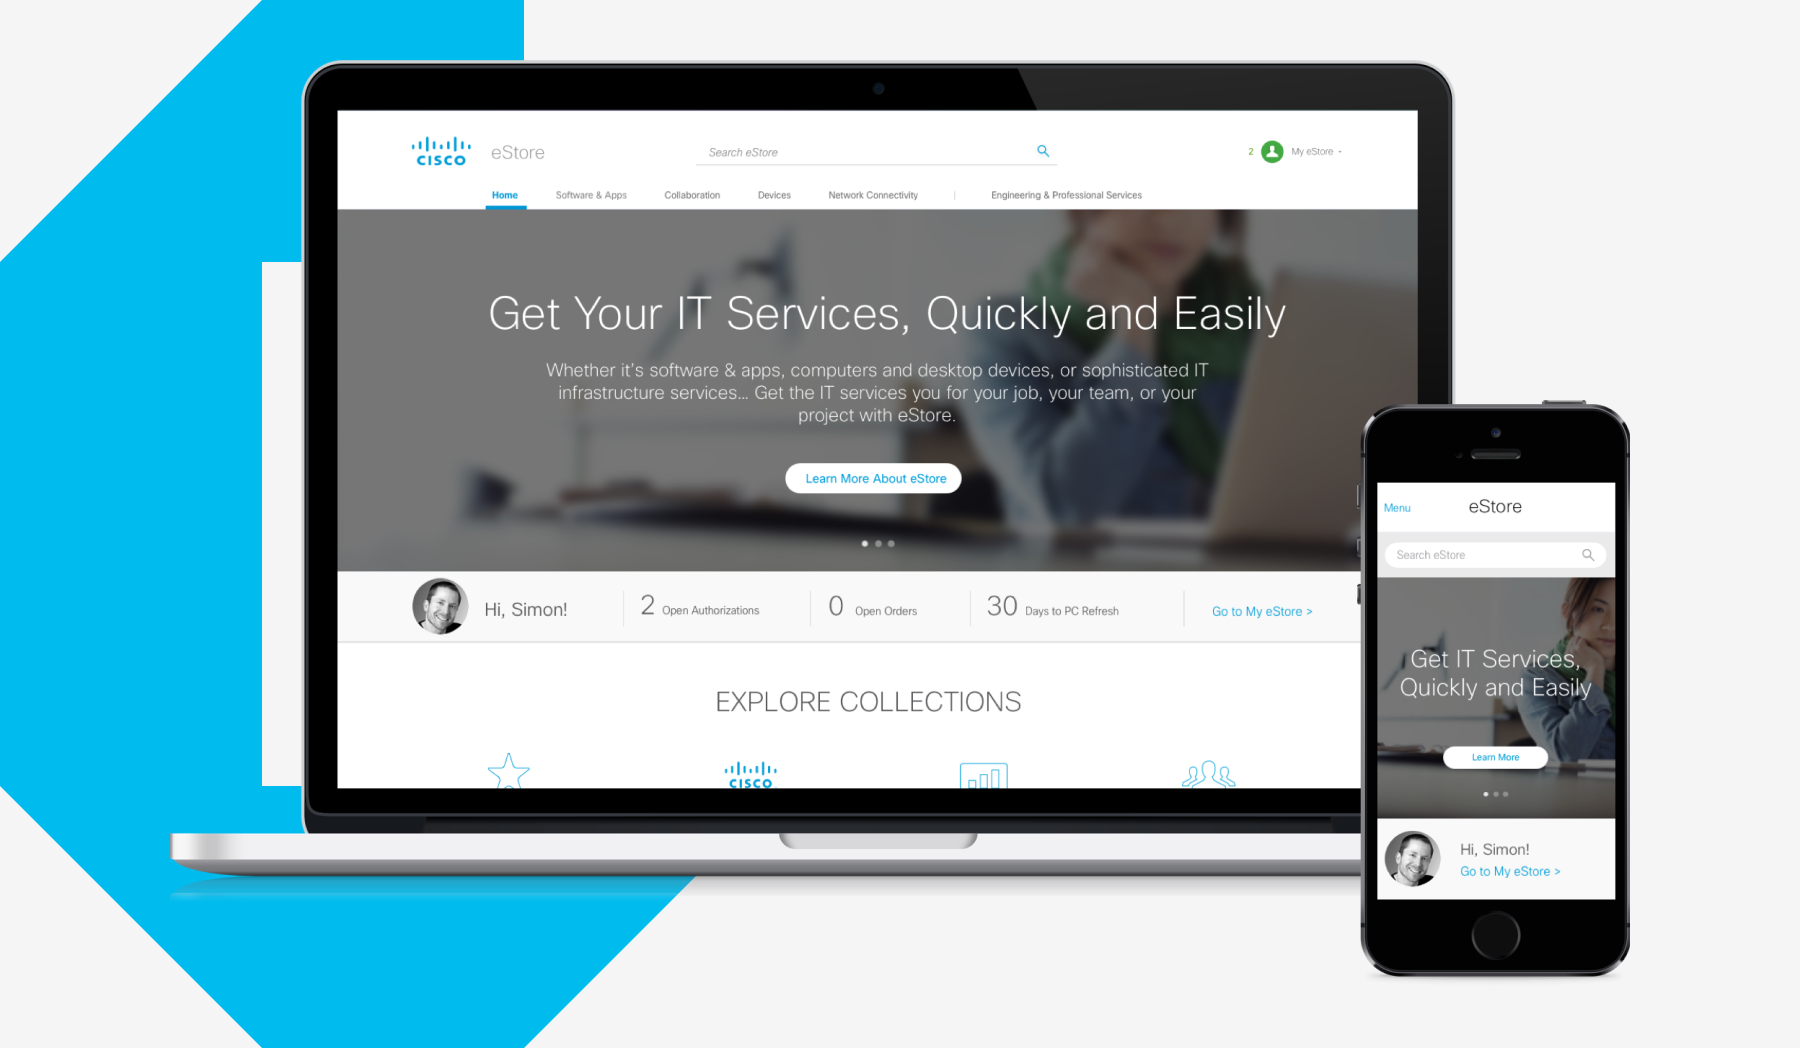 CISCO eStore
Search eStore
2 My eStore
Home Software & Apps Collaboration Devices Network Connectivity | Engineering & Professional Services
Get Your IT Services, Quickly and Easily
Whether it's software & apps, computers and desktop devices, or sophisticated IT
infrastructure services... Get the IT services you for your job, your team, or your
project with eStore.
Learn More About eStore
Hi, Simon!
2 Open Authorizations
0 Open Orders
30 Days to PC Refresh
Go to My eStore >
EXPLORE COLLECTIONS
CISCO
Menu eStore
Search eStore
Get IT Services,
Quickly and Easily
Learn More
Hi, Simon!
Go to My eStore >